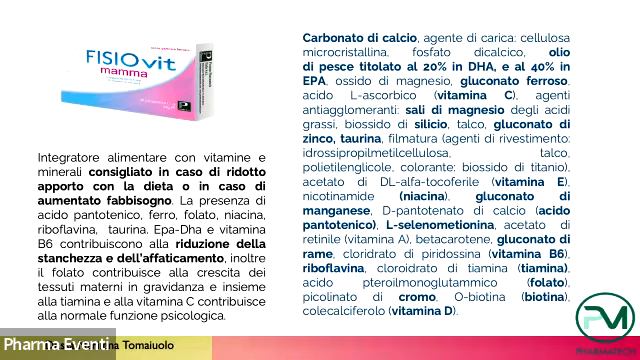 FISIOvit
mamma
Integratore alimentare con vitamine e
minerali consigliato in caso di ridotto
apporto con la dieta o in caso di
aumentato fabbisogno. La presenza di
acido pantotenico, ferro, folato, niacina,
riboflavina, taurina. Epa-Dha e vitamina
B6 contribuiscono alla riduzione della
stanchezza e dell'affaticamento, inoltre
il folato contribuisce alla crescita dei
tessuti materni in gravidanza e insieme
alla tiamina e alla vitamina C contribuisce
alla normale funzione psicologica.
Carbonato di calcio, agente di carica: cellulosa
microcristallina, fosfato dicalcico, olio
di pesce titolato al 20% in DHA, e al 40% in
EPA, ossido di magnesio, gluconato ferroso,
acido L-ascorbico (vitamina C), agenti
antiagglomeranti: sali di magnesio degli acidi
grassi, biossido di silicio, talco, gluconato di
zinco, taurina, filmatura (agenti di rivestimento:
idrossipropilmetilcellulosa, talco,
polietilenglicole, colorante: biossido di titanio),
acetato di DL-alfa-tocoferile (vitamina E),
nicotinamide (niacina), gluconato di
manganese, D-pantotenato di calcio (acido
pantotenico), L-selenometionina, acetato di
retinile (vitamina A), betacarotene, gluconato di
rame, cloridrato di piridossina (vitamina B6),
riboflavina, cloroidrato di tiamina (tiamina),
acido pteroilmonoglutammico (folato),
picolinato di cromo, O-biotina (biotina),
colecalciferolo (vitamina D).
Pharma Eventi
Tomaiuolo
PM
PHARMATECH